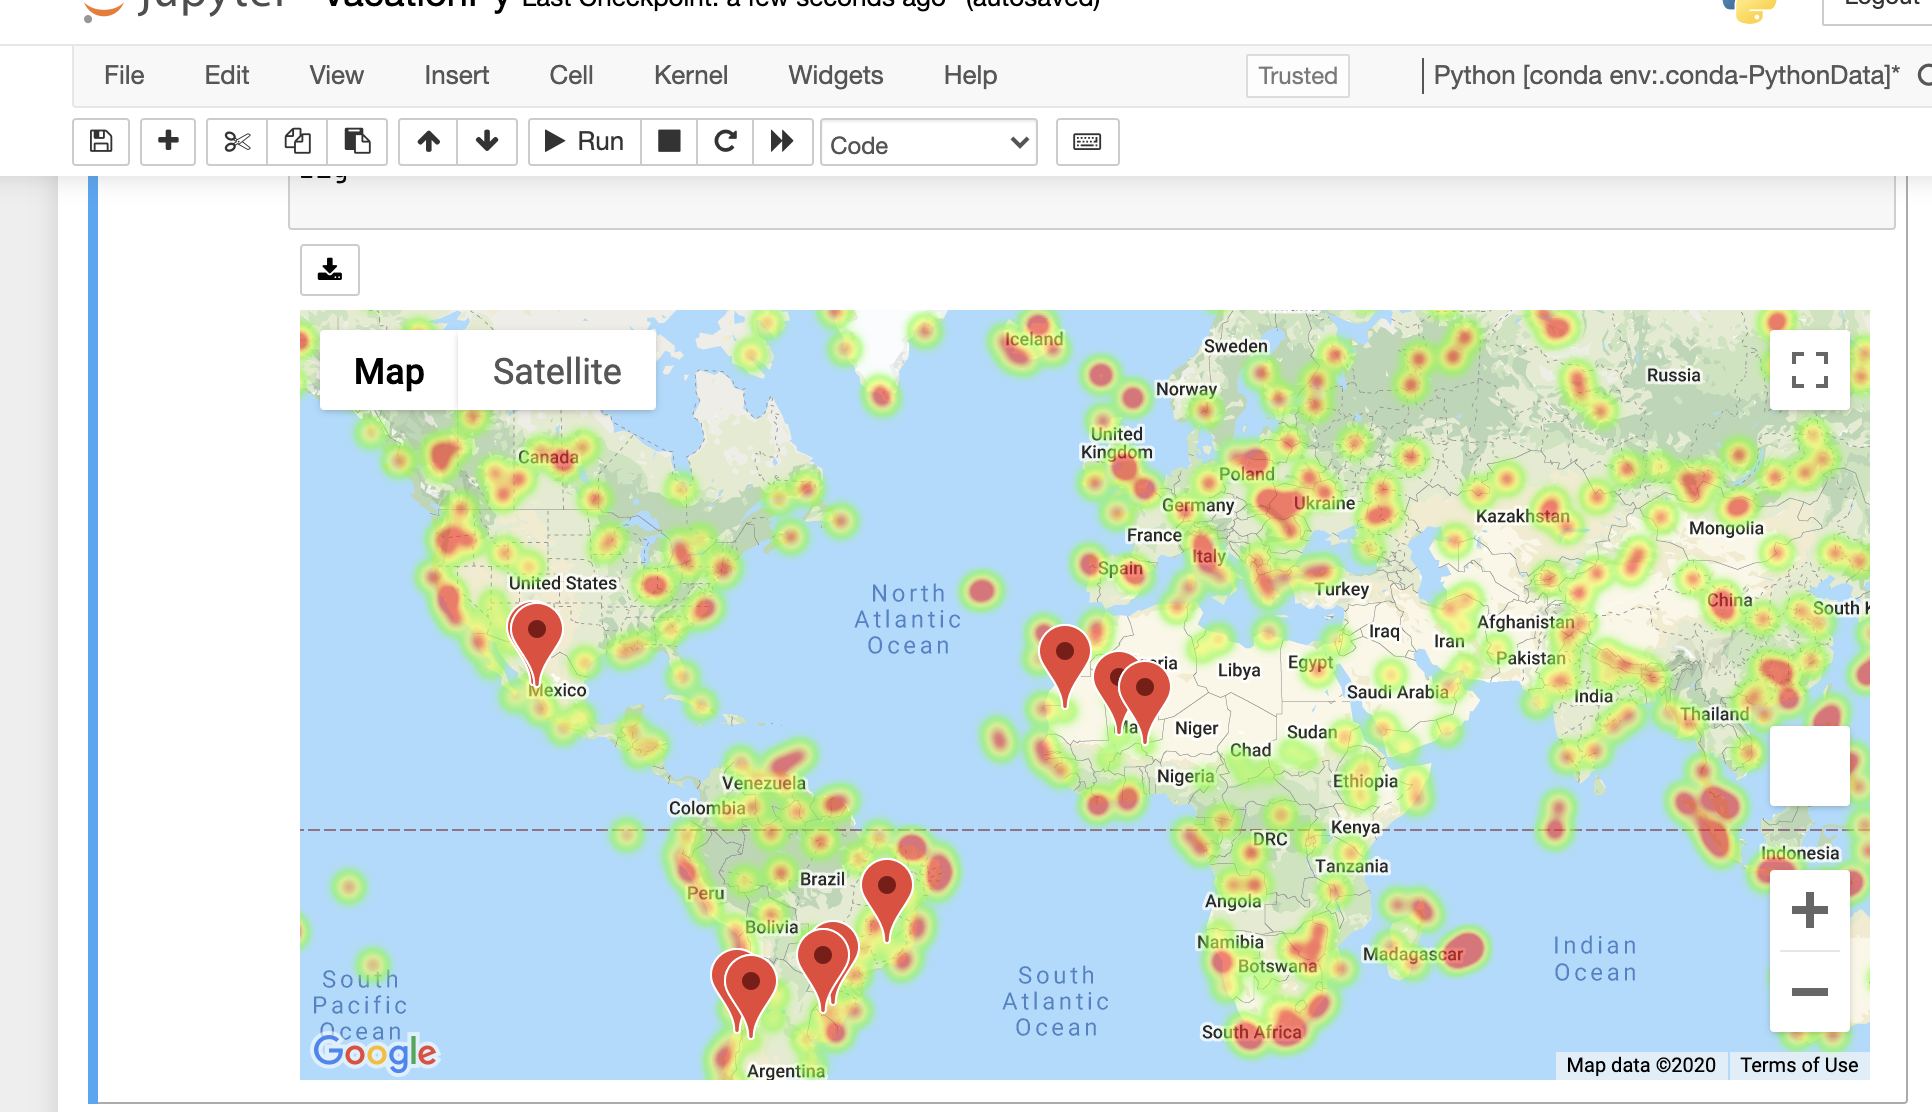 Jupyter VacationPy Last Checkpoint: a few seconds ago (autosaved)
Logout
File Edit View Insert Cell Kernel Widgets Help
Trusted
Python [conda env:.conda-PythonData]*
Run
Code
Map Satellite
Iceland
Sweden
Norway
Russia
United
Kingdom
Canada
Poland
Germany
Ukraine
Kazakhstan
Mongolia
France
Italy
Spain
United States
Turkey
North
Atlantic
Ocean
China
South K
Afghanistan
Iraq
Iran
Pakistan
eria
Libya
Egypt
Saudi Arabia
India
Mexico
Thailand
Ma
Niger
Sudan
Chad
Venezuela
Nigeria
Ethiopia
Colombia
Kenya
DRC
Indonesia
Tanzania
Brazil
Peru
Angola
Bolivia
Namibia
Botswana
Madagascar
Indian
Ocean
South
Pacific
Ocean
South
Atlantic
Ocean
South Africa
Google
Argentina
Map data ©2020 Terms of Use